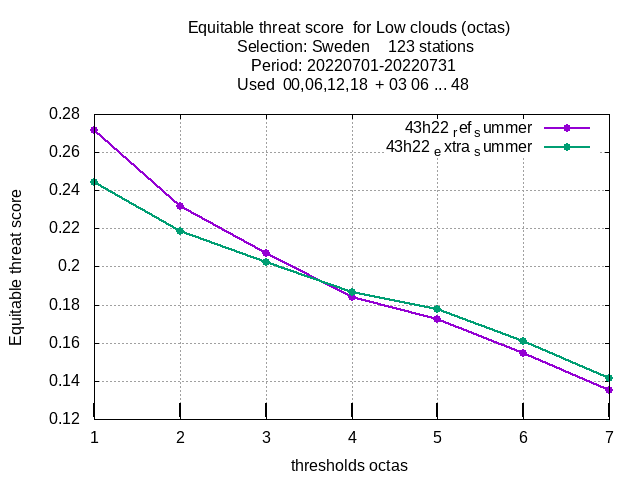 Equitable threat score  for Low clouds (octas)
Selection: Sweden    123 stations
Period: 20220701-20220731
Used  00,06,12,18  + 03 06 ... 48
43h22 ref summer
43h22 extra summer
Equitable threat score
0.28
0.26
0.24
0.22
0.2
0.18
0.16
0.14
0.12
1 2 3 4 5 6 7
thresholds octas